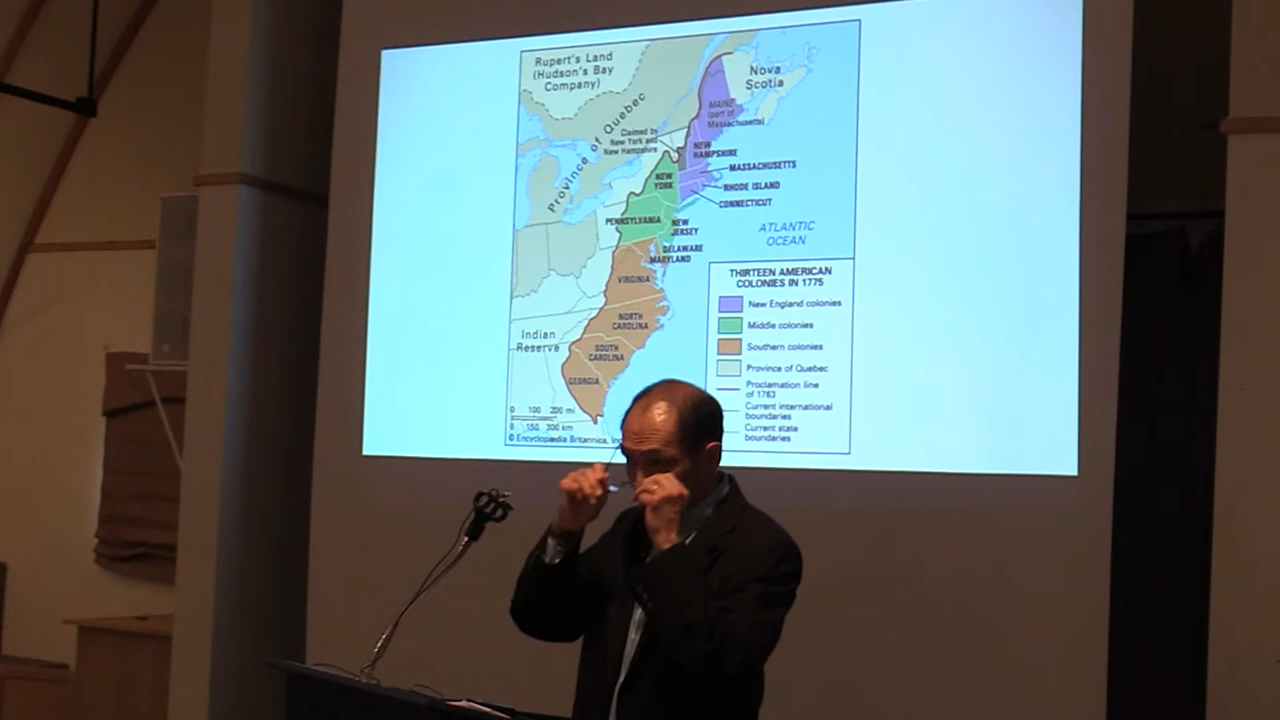 Rupert's Land
(Hudson's Bay
Company)
Nova
Scotia
Province of Quebec
MAINE
(part of
Massachusetts)
Claimed by
New York and
New Hampshire
NEW
HAMPSHIRE
MASSACHUSETTS
NEW
YORK
RHODE ISLAND
CONNECTICUT
PENNSYLVANIA
NEW
JERSEY
ATLANTIC
OCEAN
DELAWARE
MARYLAND
VIRGINIA
NORTH
CAROLINA
Indian
Reserve
SOUTH
CAROLINA
GEORGIA
THIRTEEN AMERICAN
COLONIES IN 1775
New England colonies
Middle colonies
Southern colonies
Province of Quebec
Proclamation line
of 1763
Current international
boundaries
Current state
boundaries
0 100 200 mi
0 150 300 km
© Encyclopædia Britannica, Inc